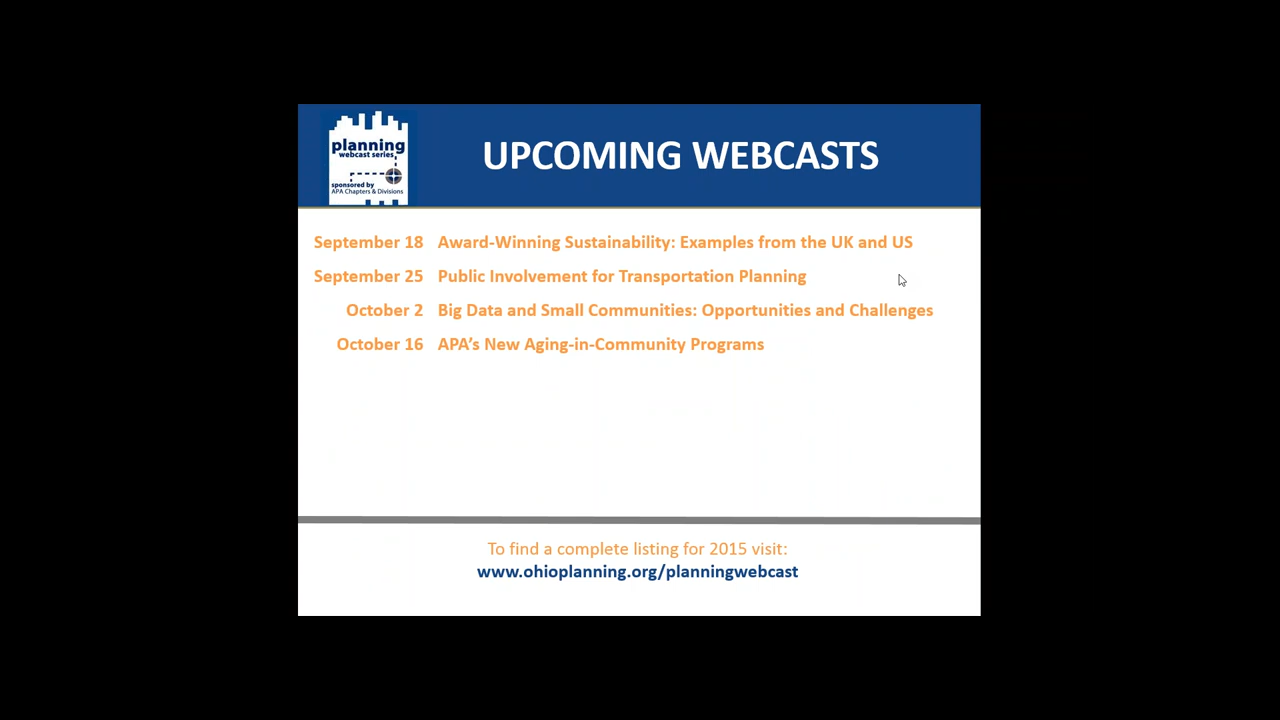 planning
webcast series
sponsored by
APA Chapters & Divisions
UPCOMING WEBCASTS
September 18 Award-Winning Sustainability: Examples from the UK and US
September 25 Public Involvement for Transportation Planning
October 2 Big Data and Small Communities: Opportunities and Challenges
October 16 APA’s New Aging-in-Community Programs
To find a complete listing for 2015 visit:
www.ohioplanning.org/planningwebcast